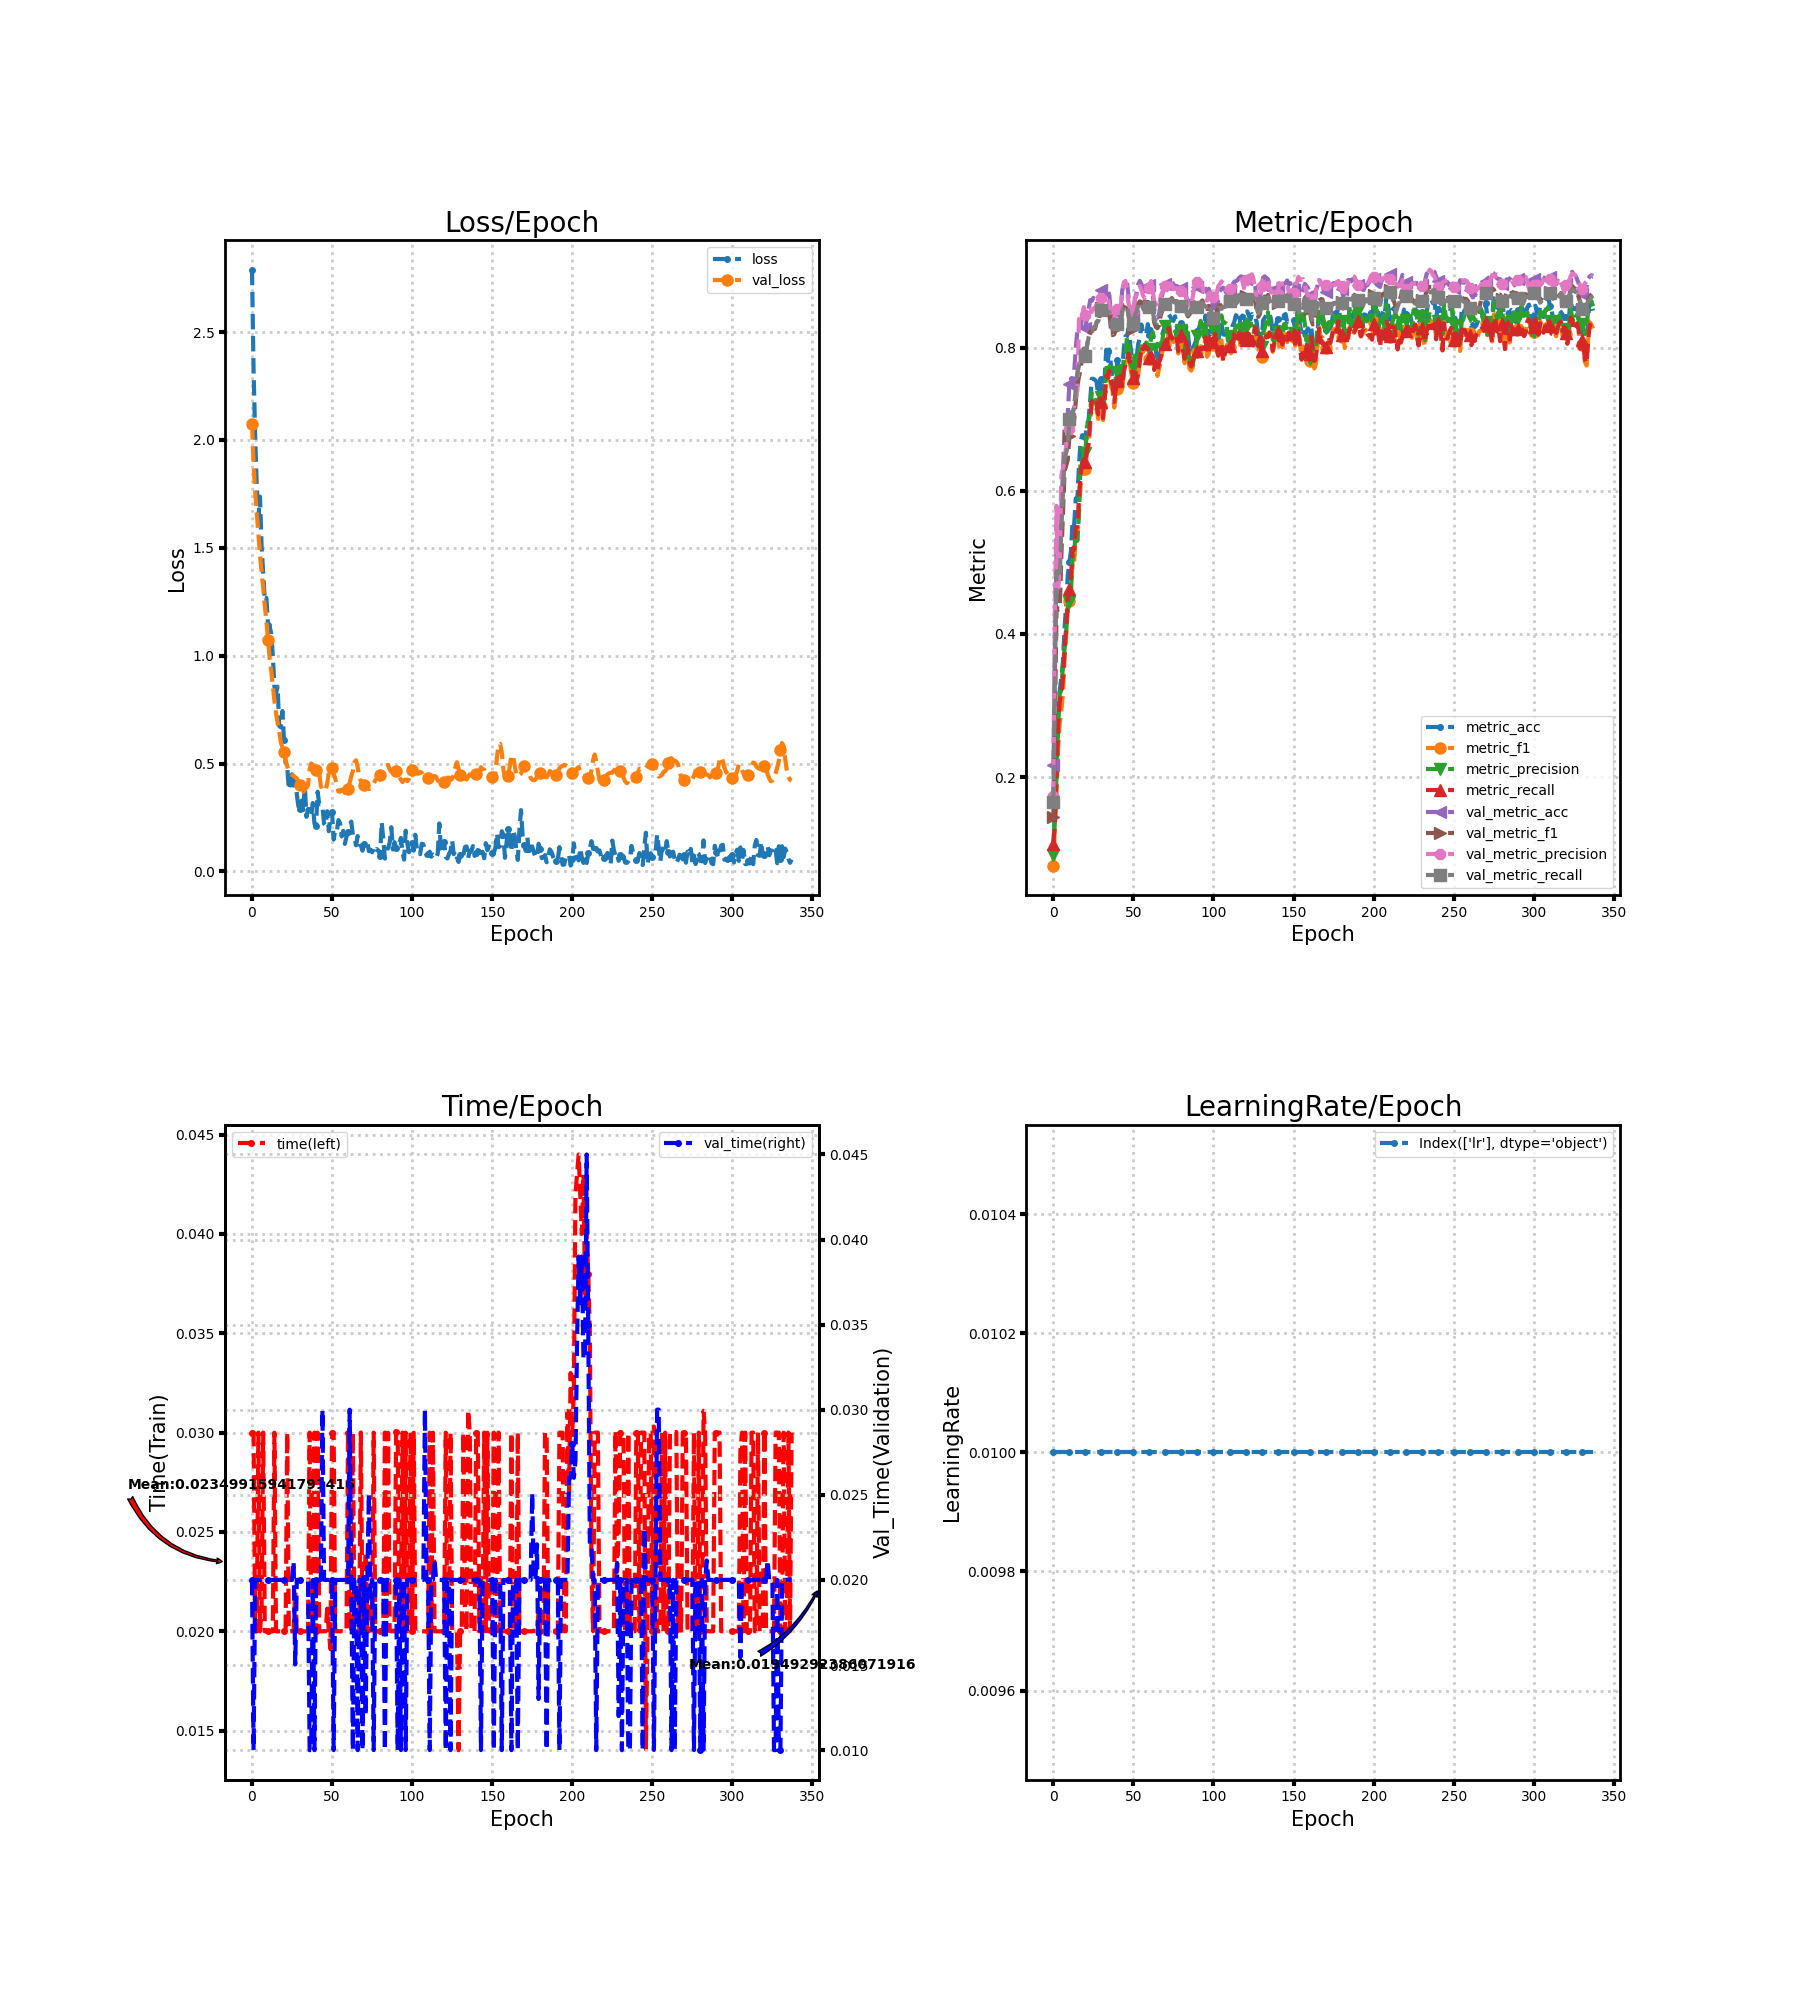 Loss/Epoch
loss
val_loss
2.5
2.0
1.5
1.0
0.5
0.0
Loss
0
50
100
150
200
250
300
350
Epoch
Metric/Epoch
0.8
0.6
0.4
0.2
Metric
metric_acc
metric_f1
metric_precision
metric_recall
val_metric_acc
val_metric_f1
val_metric_precision
val_metric_recall
0
50
100
150
200
250
300
350
Epoch
Time/Epoch
time(left)
val_time(right)
0.045
0.040
0.035
0.030
0.025
0.020
0.015
Time(Train)
0.045
0.040
0.035
0.030
0.025
0.020
0.015
0.010
Val_Time(Validation)
0
50
100
150
200
250
300
350
Epoch
LearningRate/Epoch
Index(['lr'], dtype='object')
0.0104
0.0102
0.0100
0.0098
0.0096
LearningRate
0
50
100
150
200
250
300
350
Epoch